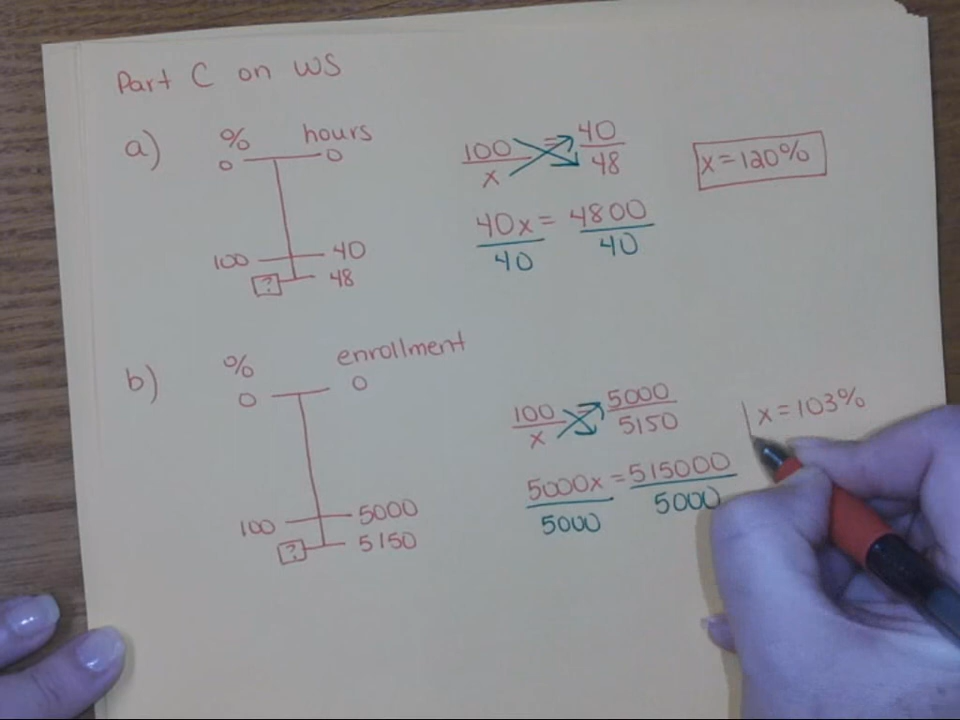 Part C on WS
a)
% hours
0 0
100 40
? 48
100/x = 40/48
40x/40 = 4800/40
x = 120%
b)
% enrollment
0 0
100 5000
? 5150
100/x = 5000/5150
5000x/5000 = 515000/5000
x = 103%